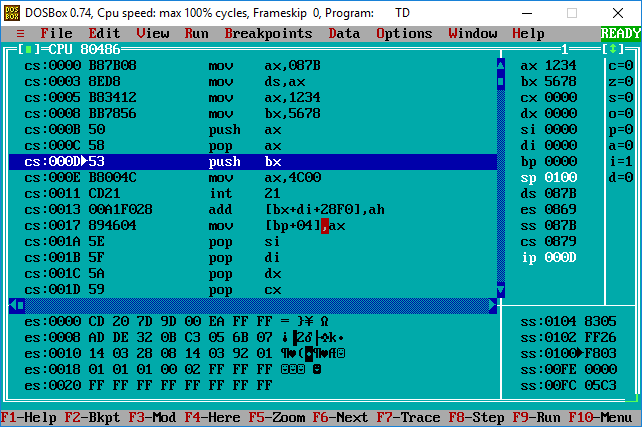 DOSBox 0.74, Cpu speed: max 100% cycles, Frameskip 0, Program: TD
≡ File Edit View Run Breakpoints Data Options Window Help READY
[■]=CPU 80486 1 [↕]
cs:0000 B87B08 mov ax,087B
cs:0003 8ED8 mov ds,ax
cs:0005 B83412 mov ax,1234
cs:0008 BB7856 mov bx,5678
cs:000B 50 push ax
cs:000C 58 pop ax
cs:000D►53 push bx
cs:000E B8004C mov ax,4C00
cs:0011 CD21 int 21
cs:0013 00A1F028 add [bx+di+28F0],ah
cs:0017 894604 mov [bp+04],ax
cs:001A 5E pop si
cs:001B 5F pop di
cs:001C 5A pop dx
cs:001D 59 pop cx
ax 1234 c=0
bx 5678 z=0
cx 0000 s=0
dx 0000 o=0
si 0000 p=0
di 0000 a=0
bp 0000 i=1
sp 0100 d=0
ds 087B
es 0869
ss 087B
cs 0879
ip 000D
es:0000 CD 20 7D 9D 00 EA FF FF = }¥ Ω
es:0008 AD DE 32 0B C3 05 6B 07 ¡▐2♂├♣k•
es:0010 14 03 28 08 14 03 92 01 ¶♥(◘¶♥Æ☺
es:0018 01 01 01 00 02 FF FF FF ☺☺☺ ☻
es:0020 FF FF FF FF FF FF FF FF
ss:0104 8305
ss:0102 FF26
ss:0100►F803
ss:00FE 0000
ss:00FC 05C3
F1-Help F2-Bkpt F3-Mod F4-Here F5-Zoom F6-Next F7-Trace F8-Step F9-Run F10-Menu